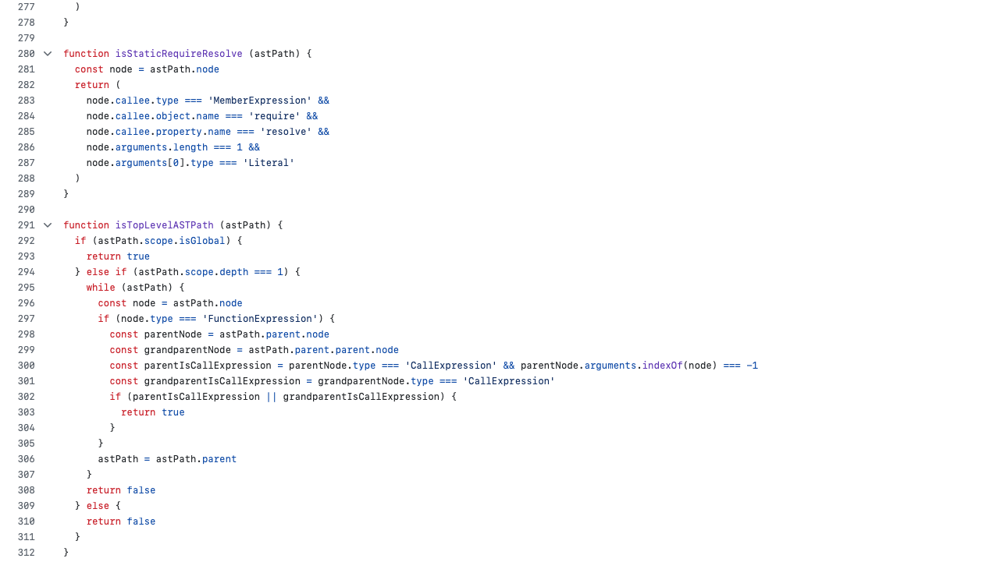 277 )
278 }
279
280 function isStaticRequireResolve (astPath) {
281 const node = astPath.node
282 return (
283 node.callee.type === 'MemberExpression' &&
284 node.callee.object.name === 'require' &&
285 node.callee.property.name === 'resolve' &&
286 node.arguments.length === 1 &&
287 node.arguments[0].type === 'Literal'
288 )
289 }
290
291 function isTopLevelASTPath (astPath) {
292 if (astPath.scope.isGlobal) {
293 return true
294 } else if (astPath.scope.depth === 1) {
295 while (astPath) {
296 const node = astPath.node
297 if (node.type === 'FunctionExpression') {
298 const parentNode = astPath.parent.node
299 const grandparentNode = astPath.parent.parent.node
300 const parentIsCallExpression = parentNode.type === 'CallExpression' && parentNode.arguments.indexOf(node) === -1
301 const grandparentIsCallExpression = grandparentNode.type === 'CallExpression'
302 if (parentIsCallExpression || grandparentIsCallExpression) {
303 return true
304 }
305 }
306 astPath = astPath.parent
307 }
308 return false
309 } else {
310 return false
311 }
312 }